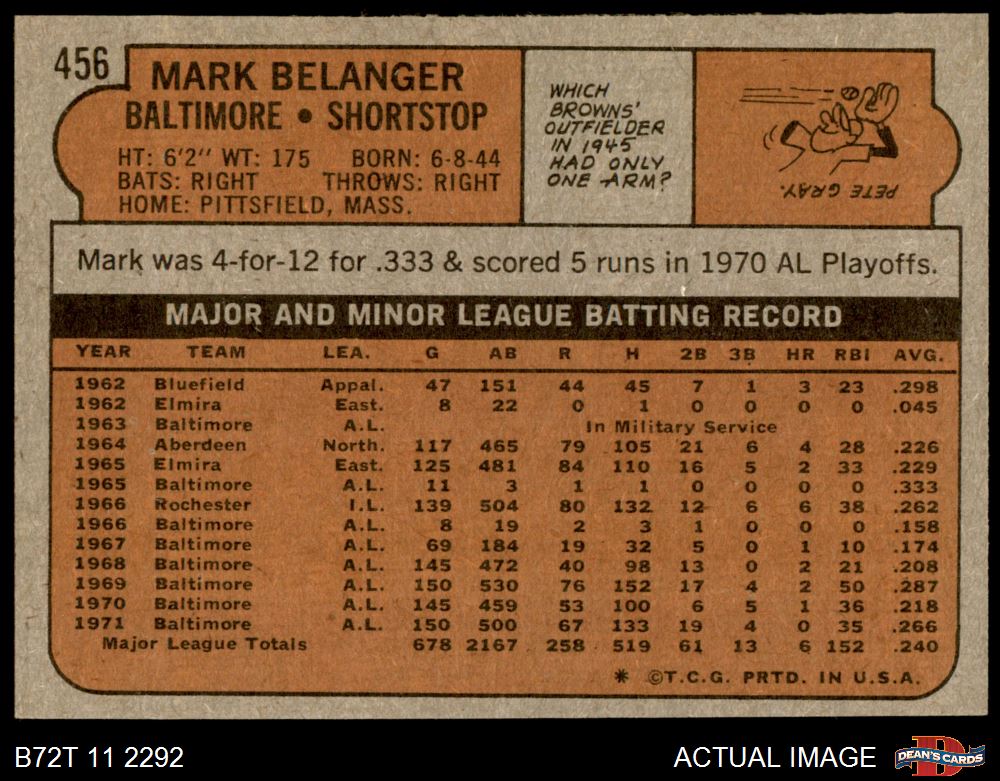 456
MARK BELANGER
BALTIMORE • SHORTSTOP
HT: 6'2" WT: 175 BORN: 6-8-44
BATS: RIGHT THROWS: RIGHT
HOME: PITTSFIELD, MASS.
WHICH
BROWNS'
OUTFIELDER
IN 1945
HAD ONLY
ONE ARM?
PETE GRAY.
Mark was 4-for-12 for .333 & scored 5 runs in 1970 AL Playoffs.
MAJOR AND MINOR LEAGUE BATTING RECORD
YEAR TEAM LEA. G AB R H 2B 3B HR RBI AVG.
1962 Bluefield Appal. 47 151 44 45 7 1 3 23 .298
1962 Elmira East. 8 22 0 1 0 0 0 0 .045
1963 Baltimore A.L. In Military Service
1964 Aberdeen North. 117 465 79 105 21 6 4 28 .226
1965 Elmira East. 125 481 84 110 16 5 2 33 .229
1965 Baltimore A.L. 11 3 1 1 0 0 0 0 .333
1966 Rochester I.L. 139 504 80 132 12 6 6 38 .262
1966 Baltimore A.L. 8 19 2 3 1 0 0 0 .158
1967 Baltimore A.L. 69 184 19 32 5 0 1 10 .174
1968 Baltimore A.L. 145 472 40 98 13 0 2 21 .208
1969 Baltimore A.L. 150 530 76 152 17 4 2 50 .287
1970 Baltimore A.L. 145 459 53 100 6 5 1 36 .218
1971 Baltimore A.L. 150 500 67 133 19 4 0 35 .266
Major League Totals 678 2167 258 519 61 13 6 152 .240
* ©T.C.G. PRTD. IN U.S.A.
B72T 11 2292
ACTUAL IMAGE
DEAN'S CARDS